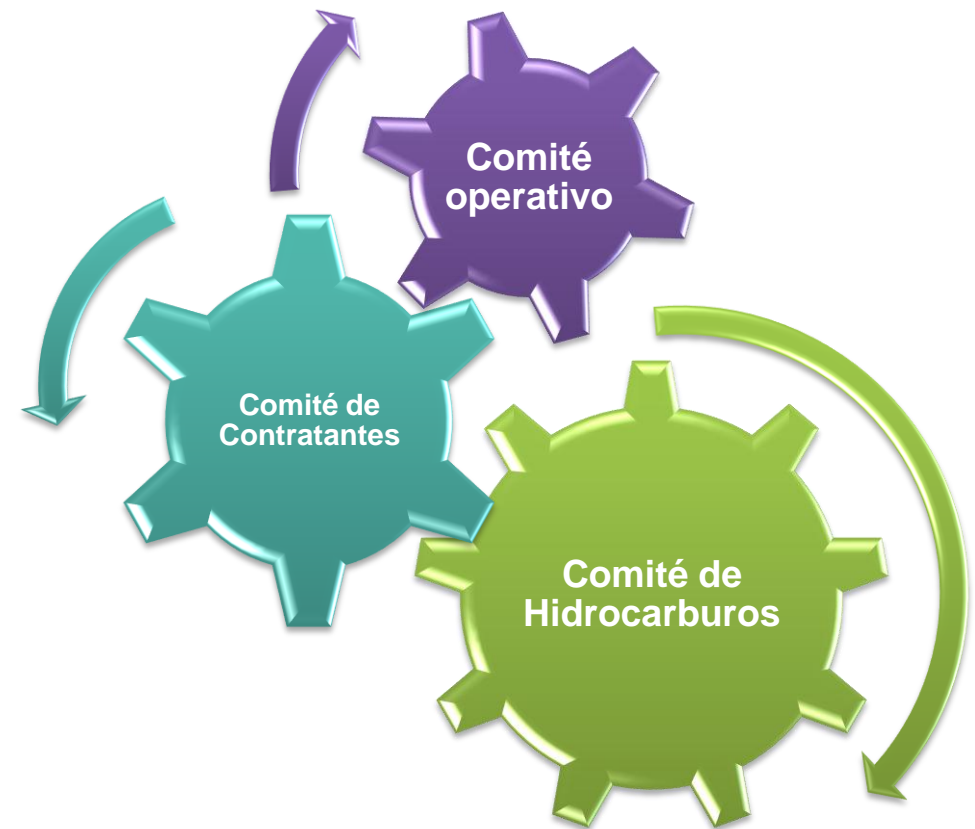 Comité
operativo
Comité de
Contratantes
Comité de
Hidrocarburos